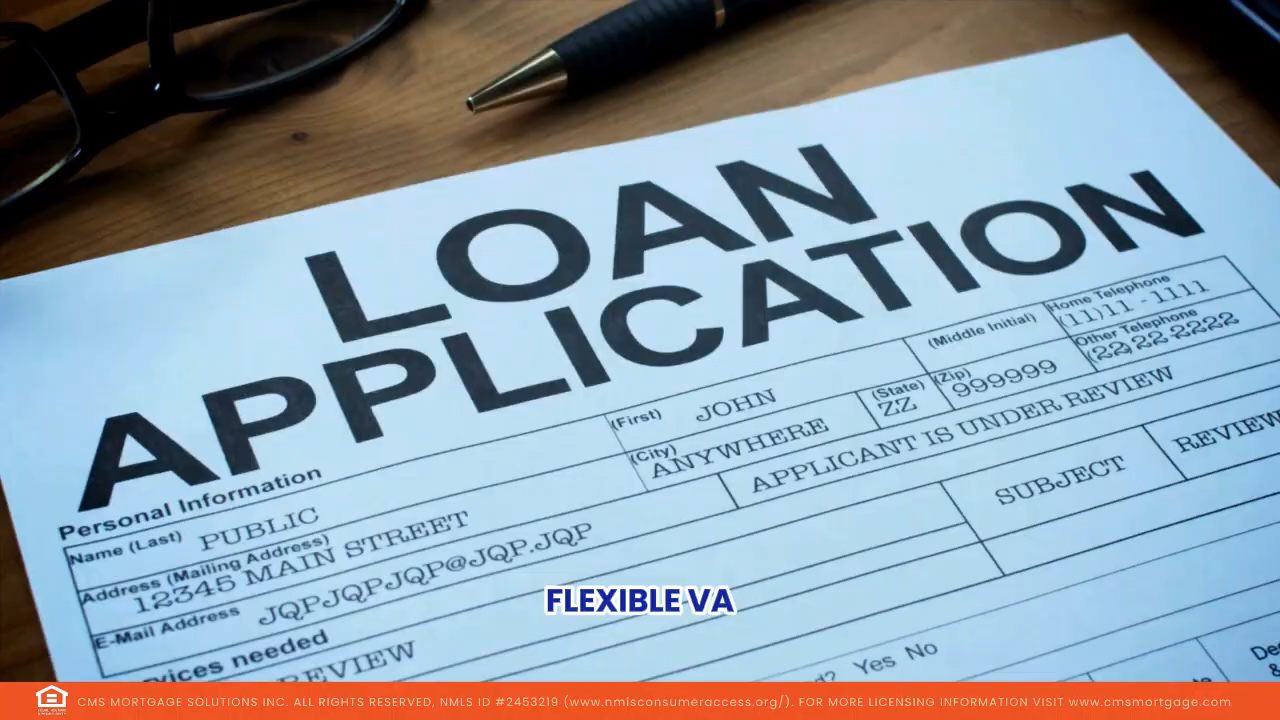 LOAN
APPLICATION
Personal Information
Name (Last) PUBLIC (First) JOHN (Middle Initial) Home Telephone (11)11 - 1111
Address (Mailing Address) 12345 MAIN STREET (City) ANYWHERE (State) ZZ (Zip) 999999 Other Telephone (22) 22-2222
E-Mail Address JQPJQPJQP@JQP.JQP APPLICANT IS UNDER REVIEW
needed SUBJECT REVIEW
REVIEW
Yes No
FLEXIBLE VA
CMS MORTGAGE SOLUTIONS INC. ALL RIGHTS RESERVED, NMLS ID #2453219 (www.nmlsconsumeraccess.org/). FOR MORE LICENSING INFORMATION VISIT www.cmsmortgage.com